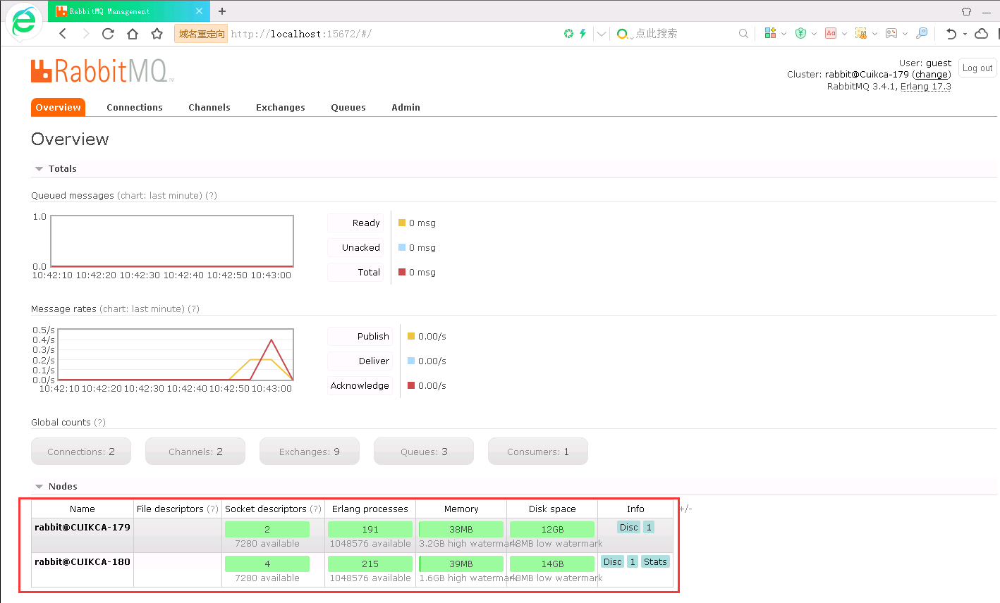 RabbitMQ Management
域名重定向 http://localhost:15672/#/
点此搜索
RabbitMQ™
User: guest
Cluster: rabbit@Cuikca-179 (change)
RabbitMQ 3.4.1, Erlang 17.3
Log out
Overview Connections Channels Exchanges Queues Admin
Overview
Totals
Queued messages (chart: last minute) (?)
1.0
0.0
10:42:10 10:42:20 10:42:30 10:42:40 10:42:50 10:43:00
Ready 0 msg
Unacked 0 msg
Total 0 msg
Message rates (chart: last minute) (?)
0.5/s
0.4/s
0.3/s
0.2/s
0.1/s
0.0/s
10:42:10 10:42:20 10:42:30 10:42:40 10:42:50 10:43:00
Publish 0.00/s
Deliver 0.00/s
Acknowledge 0.00/s
Global counts (?)
Connections: 2 Channels: 2 Exchanges: 9 Queues: 3 Consumers: 1
Nodes
Name File descriptors (?) Socket descriptors (?) Erlang processes Memory Disk space Info +/-
rabbit@CUIKCA-179 2 191 38MB 12GB Disc 1
7280 available 1048576 available 3.2GB high watermark 48MB low watermark
rabbit@CUIKCA-180 4 215 39MB 14GB Disc 1 Stats
7280 available 1048576 available 1.6GB high watermark 48MB low watermark